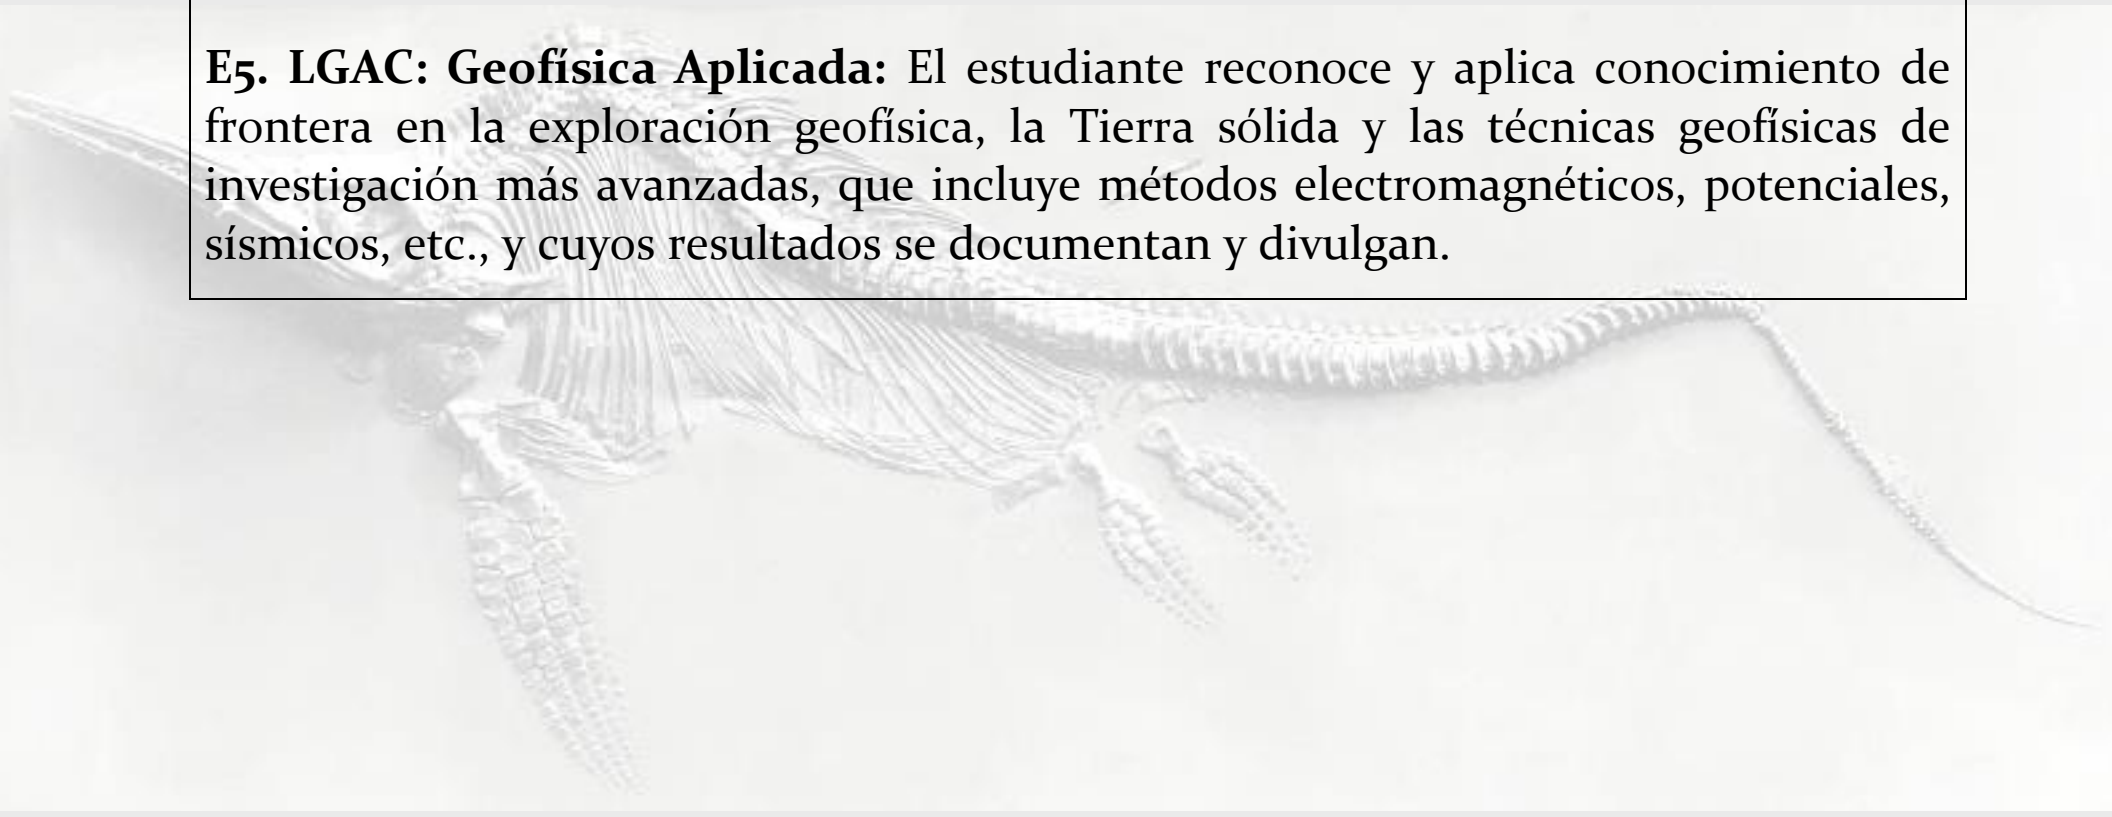 E5. LGAC: Geofísica Aplicada: El estudiante reconoce y aplica conocimiento de
frontera en la exploración geofísica, la Tierra sólida y las técnicas geofísicas de
investigación más avanzadas, que incluye métodos electromagnéticos, potenciales,
sísmicos, etc., y cuyos resultados se documentan y divulgan.